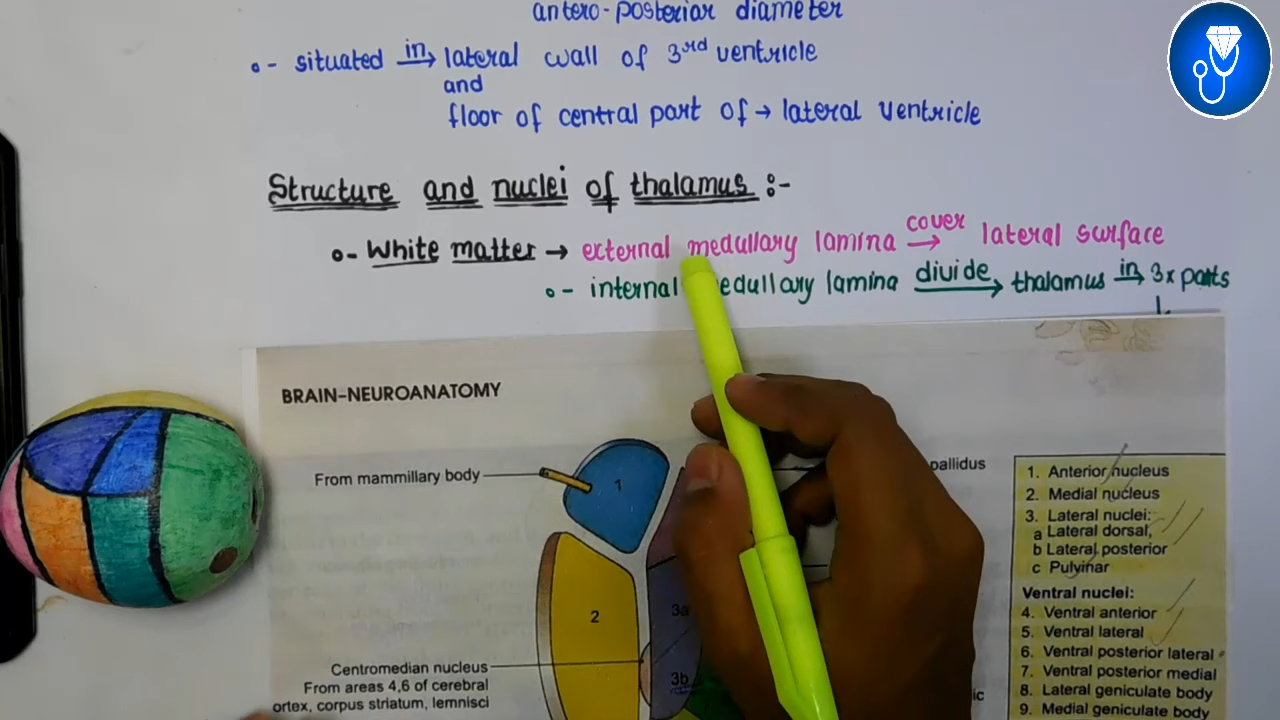 antero-posterior diameter
o- situated in→ lateral wall of 3rd ventricle
and
floor of central part of → lateral ventricle
Structure and nuclei of thalamus :-
o- White matter → external medullary lamina cover→ lateral surface
o- internal medullary lamina divide→ thalamus in→ 3x parts
BRAIN–NEUROANATOMY
From mammillary body
1
pallidus
2
3a
3b
Centromedian nucleus
From areas 4,6 of cerebral
ortex, corpus striatum, lemnisci
ic
1. Anterior nucleus
2. Medial nucleus
3. Lateral nuclei:
a Lateral dorsal,
b Lateral posterior
c Pulvinar
Ventral nuclei:
4. Ventral anterior
5. Ventral lateral
6. Ventral posterior lateral
7. Ventral posterior medial
8. Lateral geniculate body
9. Medial geniculate body